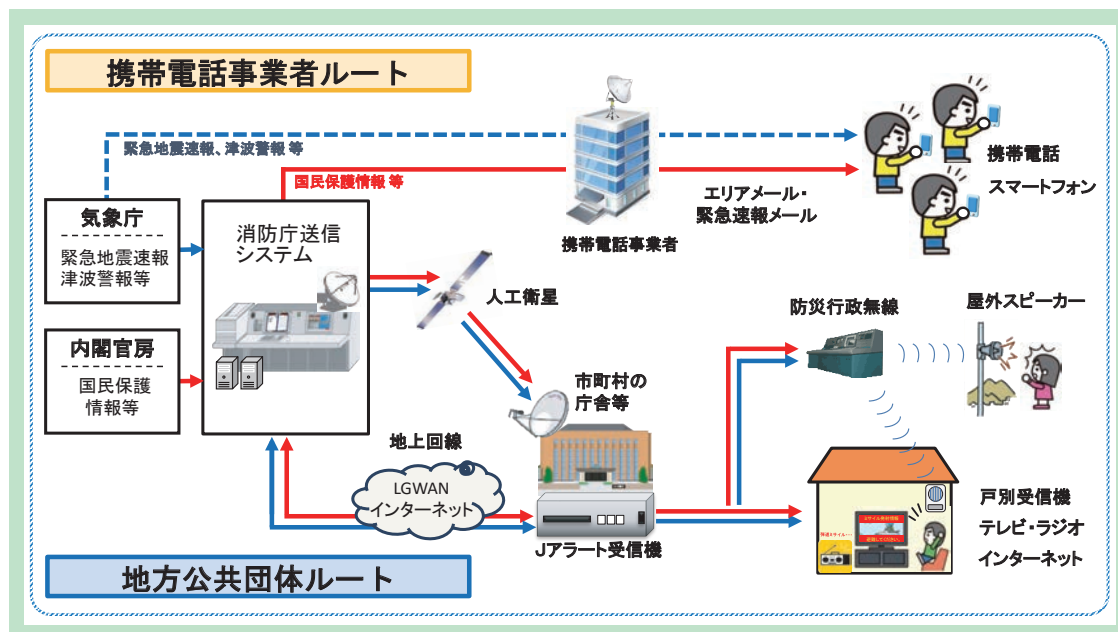 携帯電話事業者ルート
緊急地震速報、津波警報 等
国民保護情報 等
気象庁
緊急地震速報
津波警報等
内閣官房
国民保護
情報等
消防庁送信
システム
人工衛星
携帯電話事業者
エリアメール・
緊急速報メール
携帯電話
スマートフォン
防災行政無線
屋外スピーカー
市町村の
庁舎等
地上回線
LGWAN
インターネット
Jアラート受信機
戸別受信機
テレビ・ラジオ
インターネット
地方公共団体ルート